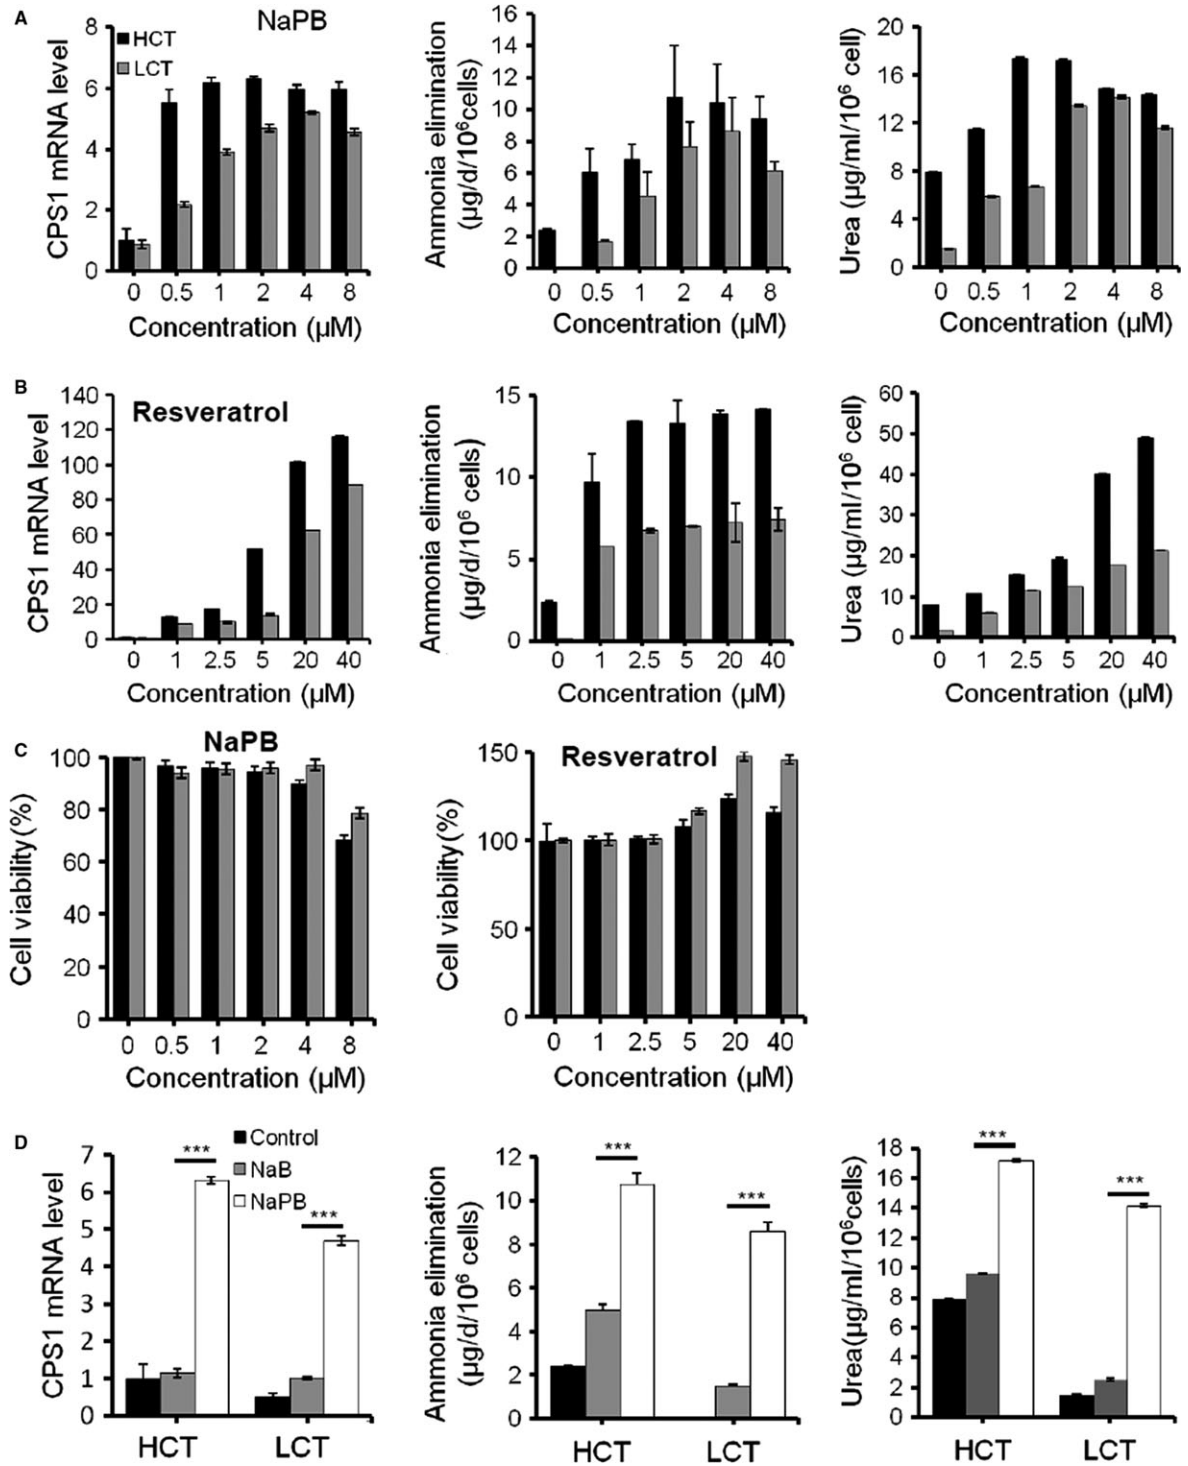 A
NaPB
HCT
LCT
CPS1 mRNA level
8
6
4
2
0
0 0.5 1 2 4 8
Concentration (µM)
Ammonia elimination
(µg/d/10⁶cells)
16
14
12
10
8
6
4
2
0
0 0.5 1 2 4 8
Concentration (µM)
Urea (µg/ml/10⁶ cell)
20
16
12
8
4
0
0 0.5 1 2 4 8
Concentration (µM)
B
Resveratrol
CPS1 mRNA level
140
120
100
80
60
40
20
0
0 1 2.5 5 20 40
Concentration (µM)
Ammonia elimination
(µg/d/10⁶ cells)
15
10
5
0
0 1 2.5 5 20 40
Concentration (µM)
Urea (µg/ml/10⁶ cell)
60
50
40
30
20
10
0
0 1 2.5 5 20 40
Concentration (µM)
C
NaPB
Cell viability(%)
100
80
60
40
20
0
0 0.5 1 2 4 8
Concentration (µM)
Resveratrol
Cell viability(%)
150
100
50
0
0 1 2.5 5 20 40
Concentration (µM)
D
Control
NaB
NaPB
CPS1 mRNA level
7
6
5
4
3
2
1
0
***
***
HCT LCT
Ammonia elimination
(µg/d/10⁶ cells)
12
10
8
6
4
2
0
***
***
HCT LCT
Urea(µg/ml/10⁶cells)
18
16
14
12
10
8
6
4
2
0
***
***
HCT LCT